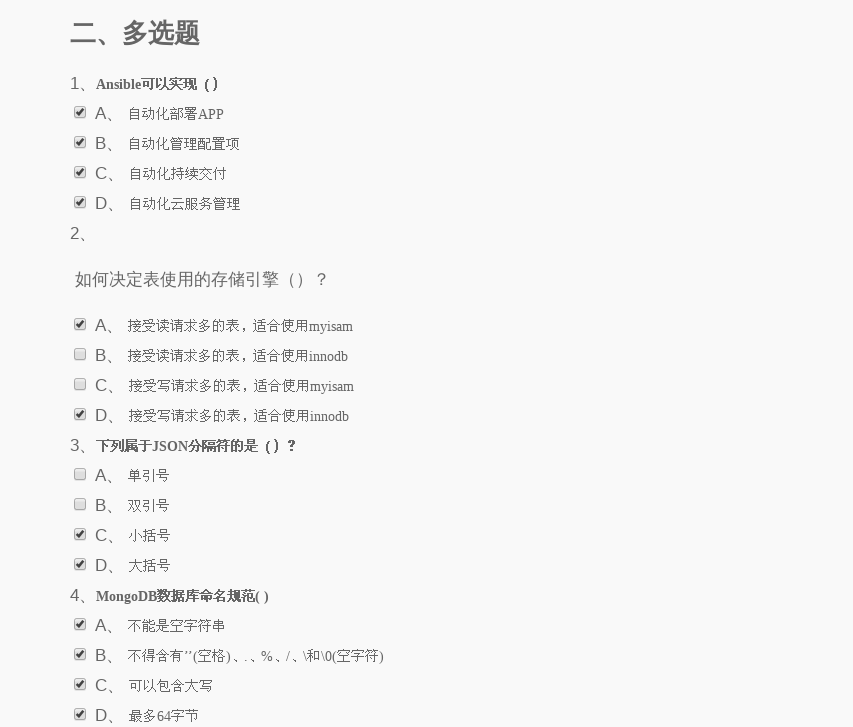 二、多选题
1、Ansible可以实现（）
A、 自动化部署APP
B、 自动化管理配置项
C、 自动化持续交付
D、 自动化云服务管理
2、
如何决定表使用的存储引擎（）？
A、 接受读请求多的表，适合使用myisam
B、 接受读请求多的表，适合使用innodb
C、 接受写请求多的表，适合使用myisam
D、 接受写请求多的表，适合使用innodb
3、下列属于JSON分隔符的是（）？
A、 单引号
B、 双引号
C、 小括号
D、 大括号
4、MongoDB数据库命名规范( )
A、 不能是空字符串
B、 不得含有’’(空格)、.、%、/、\和\0(空字符)
C、 可以包含大写
D、 最多64字节